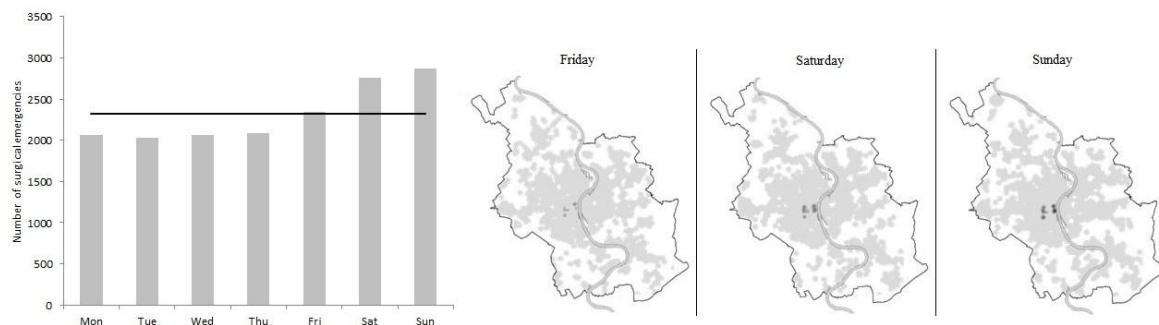 Number of surgical emergencies
3500
3000
2500
2000
1500
1000
500
0
Mon Tue Wed Thu Fri Sat Sun
Friday
Saturday
Sunday